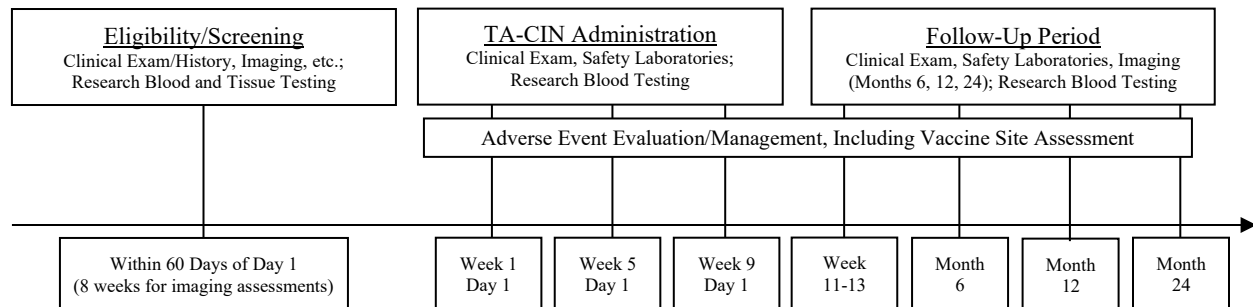 Eligibility/Screening
Clinical Exam/History, Imaging, etc.;
Research Blood and Tissue Testing
TA-CIN Administration
Clinical Exam, Safety Laboratories;
Research Blood Testing
Follow-Up Period
Clinical Exam, Safety Laboratories, Imaging
(Months 6, 12, 24); Research Blood Testing
Adverse Event Evaluation/Management, Including Vaccine Site Assessment
Within 60 Days of Day 1
(8 weeks for imaging assessments)
Week 1
Day 1
Week 5
Day 1
Week 9
Day 1
Week
11-13
Month
6
Month
12
Month
24